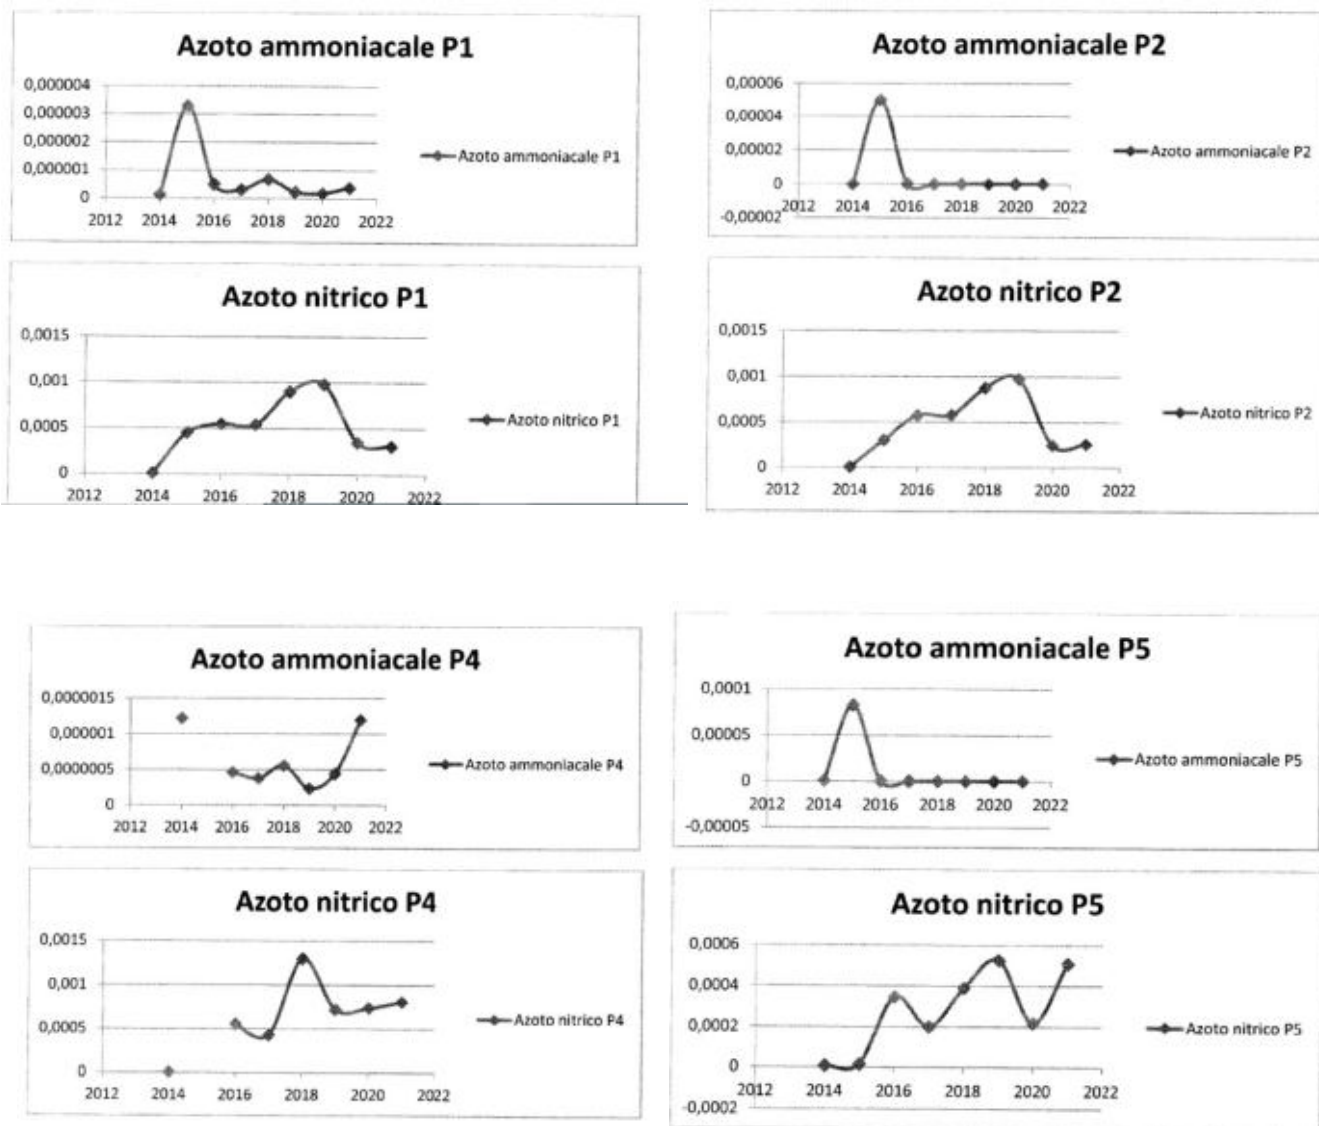 Azoto ammoniacale P1
0,000004
0,000003
0,000002
0,000001
0
2012 2014 2016 2018 2020 2022
Azoto ammoniacale P1
Azoto ammoniacale P2
0,00006
0,00004
0,00002
0
-0,00002
2012 2014 2016 2018 2020 2022
Azoto ammoniacale P2
Azoto nitrico P1
0,0015
0,001
0,0005
0
2012 2014 2016 2018 2020 2022
Azoto nitrico P1
Azoto nitrico P2
0,0015
0,001
0,0005
0
2012 2014 2016 2018 2020 2022
Azoto nitrico P2
Azoto ammoniacale P4
0,0000015
0,000001
0,0000005
0
2012 2014 2016 2018 2020 2022
Azoto ammoniacale P4
Azoto ammoniacale P5
0,0001
0,00005
0
-0,00005
2012 2014 2016 2018 2020 2022
Azoto ammoniacale P5
Azoto nitrico P4
0,0015
0,001
0,0005
0
2012 2014 2016 2018 2020 2022
Azoto nitrico P4
Azoto nitrico P5
0,0006
0,0004
0,0002
0
-0,0002
2012 2014 2016 2018 2020 2022
Azoto nitrico P5